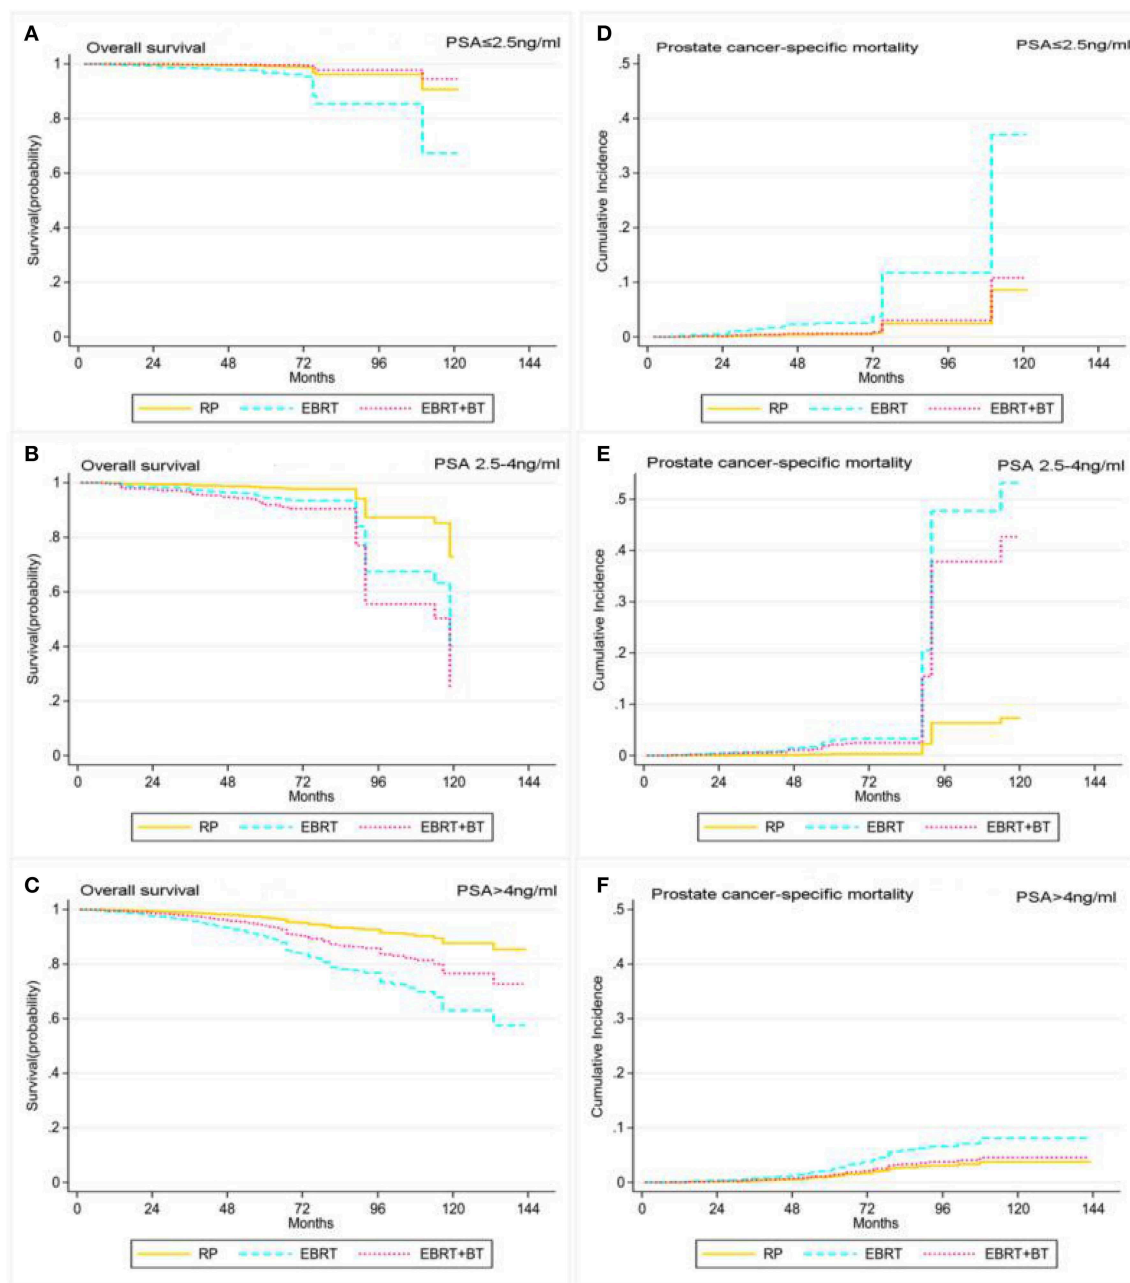 A
Overall survival
PSA≤2.5ng/ml
Survival(probability)
1
.8
.6
.4
.2
0
0 24 48 72 96 120 144
Months
RP EBRT EBRT+BT
D
Prostate cancer-specific mortality
PSA≤2.5ng/ml
Cumulative Incidence
.5
.4
.3
.2
.1
0
0 24 48 72 96 120 144
Months
RP EBRT EBRT+BT
B
Overall survival
PSA 2.5-4ng/ml
Survival(probability)
1
.8
.6
.4
.2
0
0 24 48 72 96 120 144
Months
RP EBRT EBRT+BT
E
Prostate cancer-specific mortality
PSA 2.5-4ng/ml
Cumulative Incidence
.5
.4
.3
.2
.1
0
0 24 48 72 96 120 144
Months
RP EBRT EBRT+BT
C
Overall survival
PSA>4ng/ml
Survival(probability)
1
.8
.6
.4
.2
0
0 24 48 72 96 120 144
Months
RP EBRT EBRT+BT
F
Prostate cancer-specific mortality
PSA>4ng/ml
Cumulative Incidence
.5
.4
.3
.2
.1
0
0 24 48 72 96 120 144
Months
RP EBRT EBRT+BT